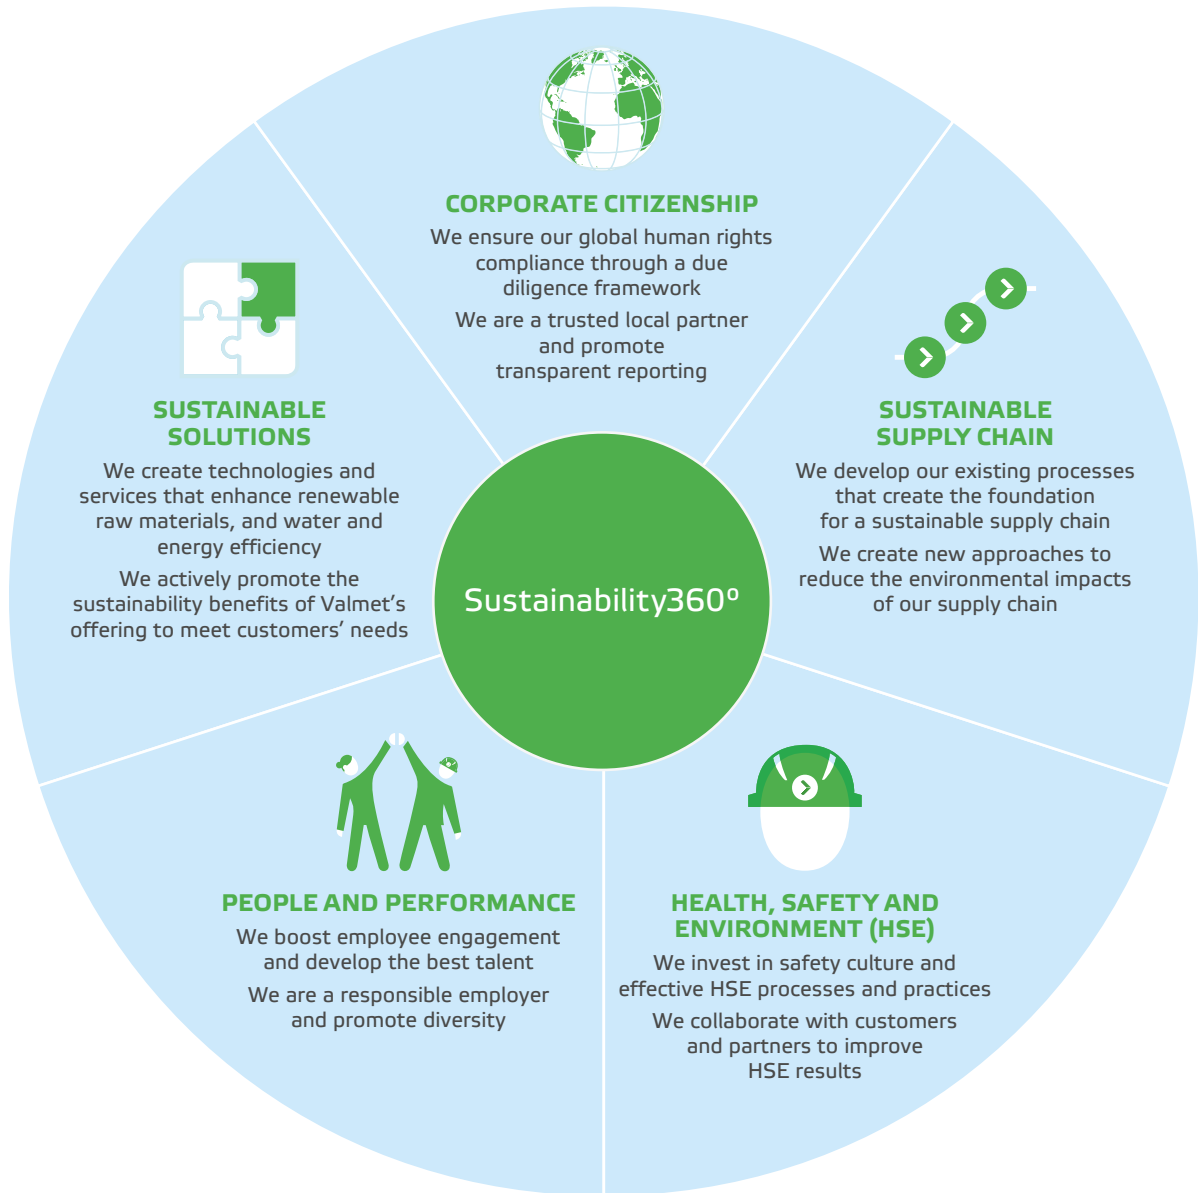 CORPORATE CITIZENSHIP
We ensure our global human rights
compliance through a due
diligence framework
We are a trusted local partner
and promote
transparent reporting
SUSTAINABLE
SUPPLY CHAIN
We develop our existing processes
that create the foundation
for a sustainable supply chain
We create new approaches to
reduce the environmental impacts
of our supply chain
HEALTH, SAFETY AND
ENVIRONMENT (HSE)
We invest in safety culture and
effective HSE processes and practices
We collaborate with customers
and partners to improve
HSE results
PEOPLE AND PERFORMANCE
We boost employee engagement
and develop the best talent
We are a responsible employer
and promote diversity
SUSTAINABLE
SOLUTIONS
We create technologies and
services that enhance renewable
raw materials, and water and
energy efficiency
We actively promote the
sustainability benefits of Valmet’s
offering to meet customers’ needs
Sustainability360º